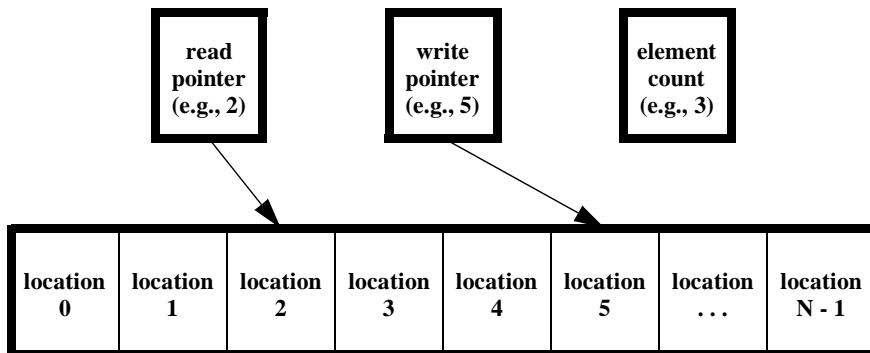 read
pointer
(e.g., 2)
write
pointer
(e.g., 5)
element
count
(e.g., 3)
location
0
location
1
location
2
location
3
location
4
location
5
location
. . .
location
N - 1